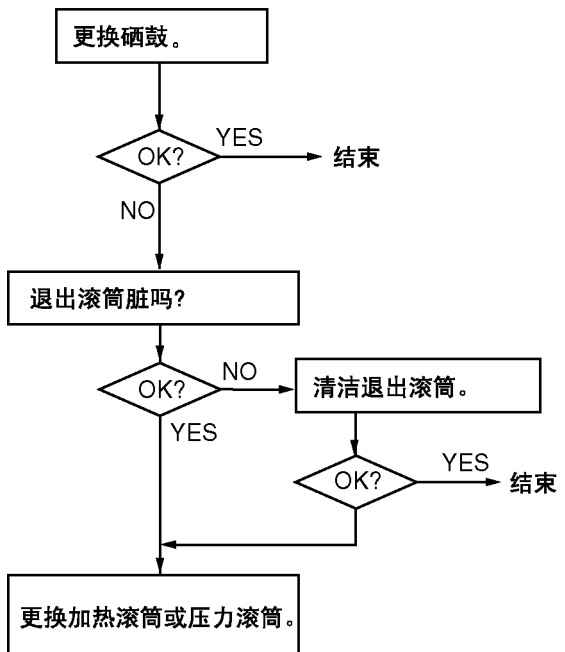 更换硒鼓。
OK?
YES
结束
NO
退出滚筒脏吗?
OK?
NO
清洁退出滚筒。
YES
OK?
YES
结束
更换加热滚筒或压力滚筒。